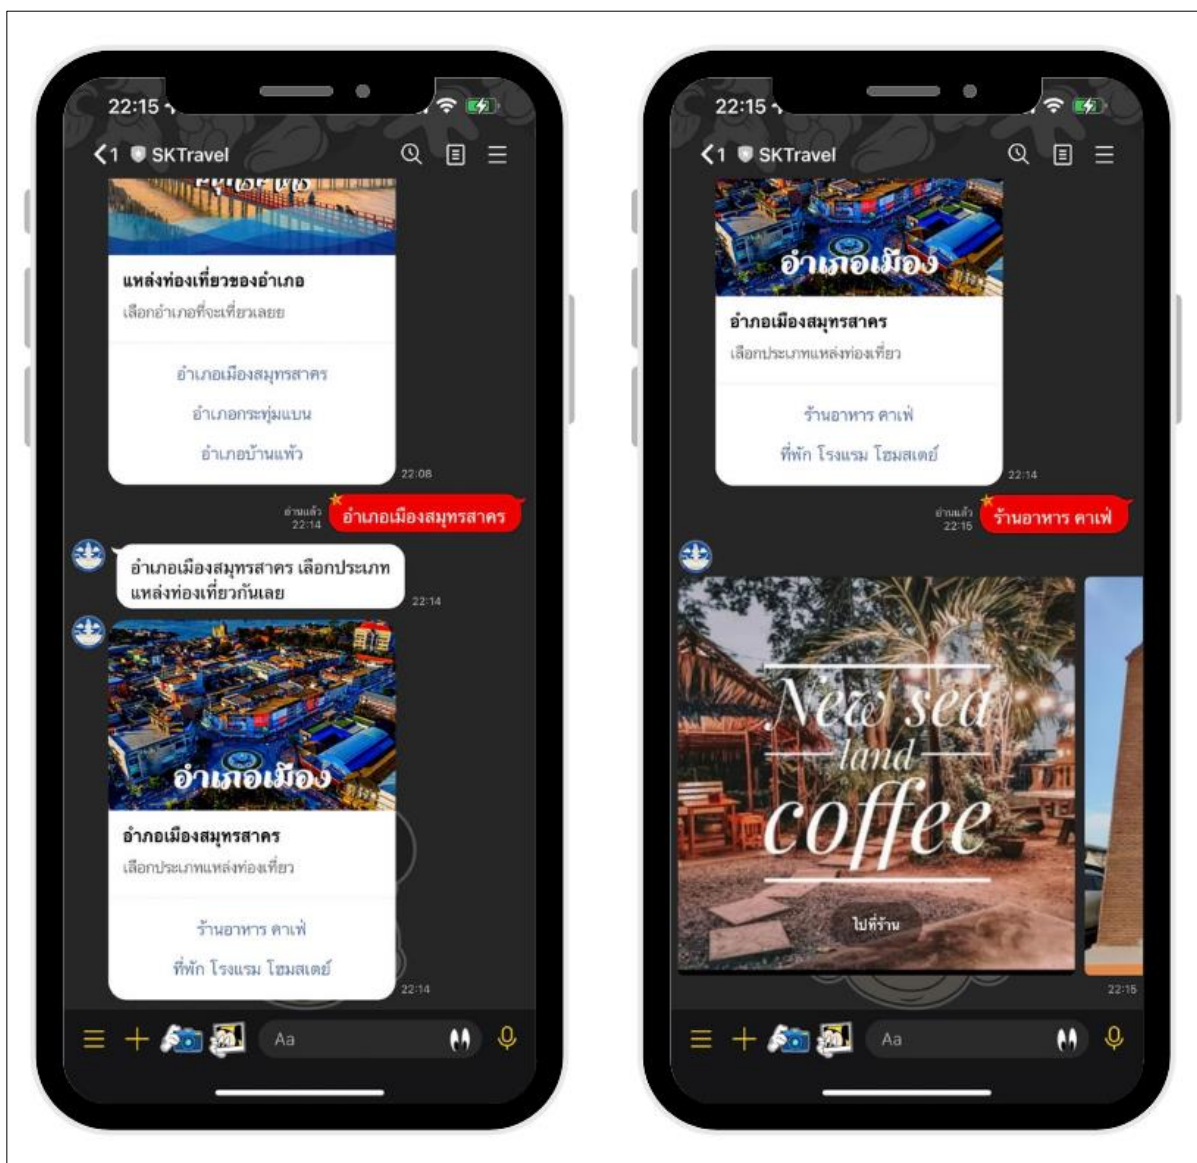 22:15
1 SKTravel
แหล่งท่องเที่ยวของอำเภอ
เลือกอำเภอที่จะเที่ยวเลยย
อำเภอเมืองสมุทรสาคร
อำเภอกระทุ่มแบน
อำเภอบ้านแพ้ว
22:08
อ่านแล้ว
22:14
อำเภอเมืองสมุทรสาคร
อำเภอเมืองสมุทรสาคร เลือกประเภท
แหล่งท่องเที่ยวกันเลย
22:14
อำเภอเมือง
อำภอเมืองสมุทรสาคร
เลือกประเภทแหล่งท่องเที่ยว
ร้านอาหาร คาเฟ่
ที่พัก โรงแรม โฮมสเตย์
22:14
Aa
22:15
1 SKTravel
อำเภอเมือง
อำภอเมืองสมุทรสาคร
เลือกประเภทแหล่งท่องเที่ยว
ร้านอาหาร คาเฟ่
ที่พัก โรงแรม โฮมสเตย์
22:14
อ่านแล้ว
22:15
ร้านอาหาร คาเฟ่
New sea
land
coffee
ไปที่ร้าน
22:15
Aa